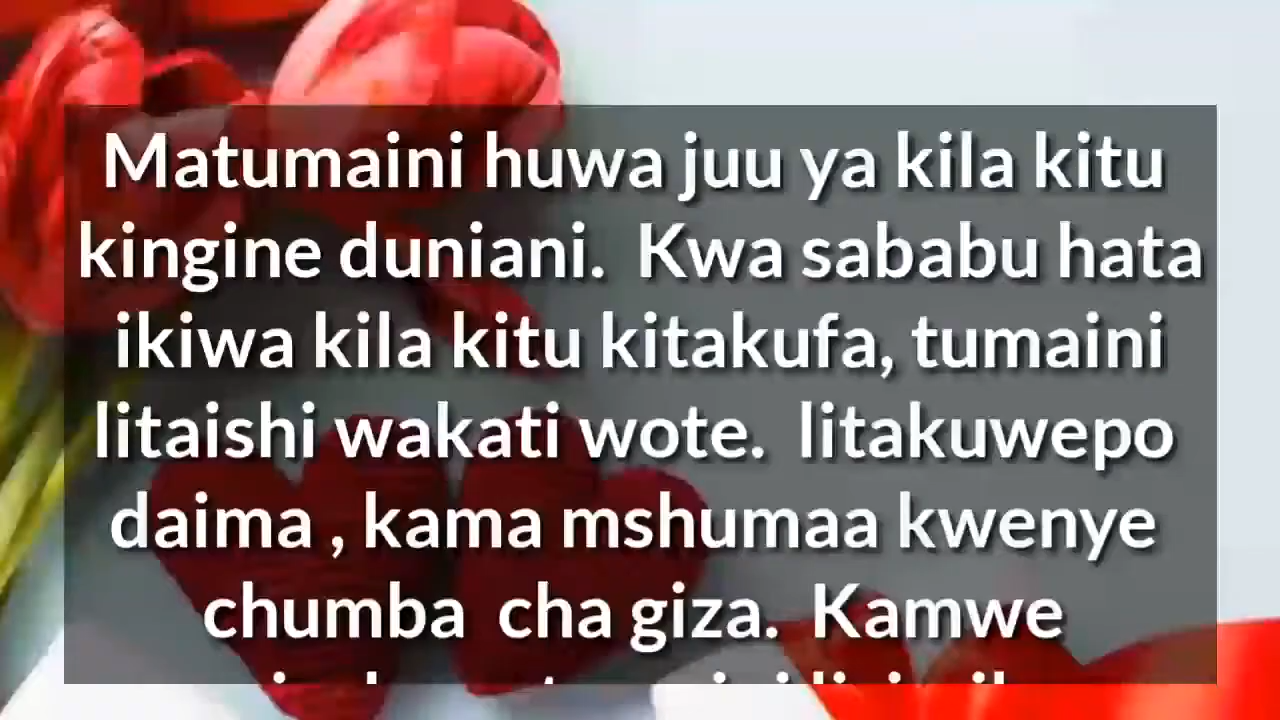 Matumaini huwa juu ya kila kitu
kingine duniani.  Kwa sababu hata
ikiwa kila kitu kitakufa, tumaini
litaishi wakati wote.  litakuwepo
daima , kama mshumaa kwenye
chumba  cha giza.  Kamwe